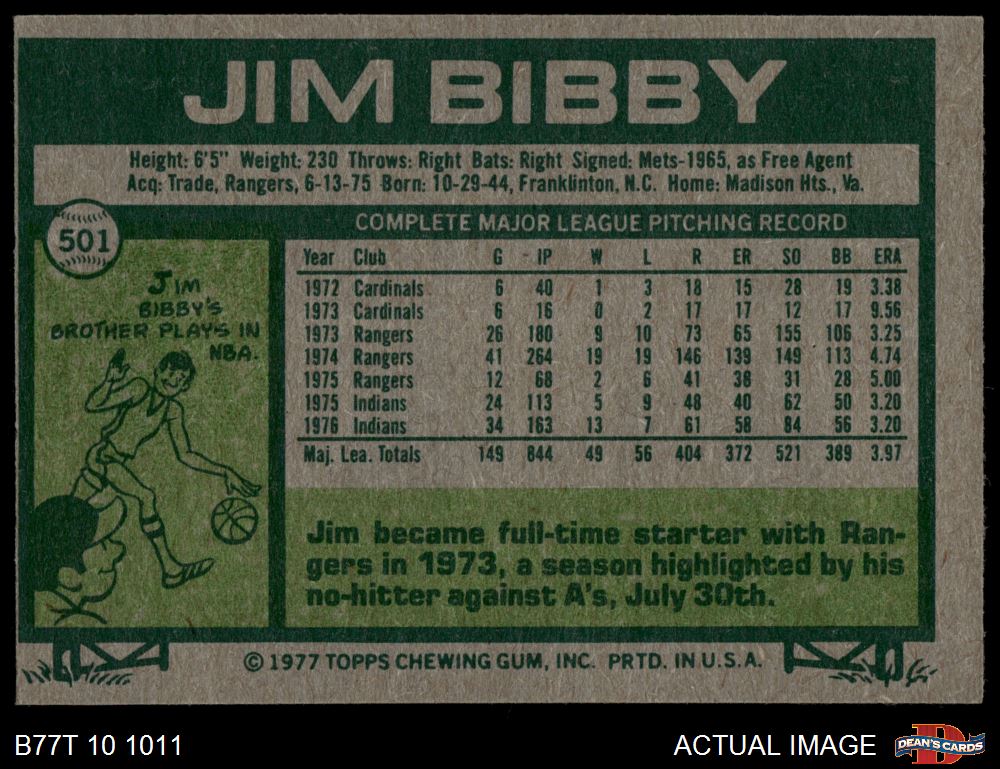 JIM BIBBY
Height: 6'5" Weight: 230 Throws: Right Bats: Right Signed: Mets-1965, as Free Agent
Acq: Trade, Rangers, 6-13-75 Born: 10-29-44, Franklinton, N.C. Home: Madison Hts., Va.
501
COMPLETE MAJOR LEAGUE PITCHING RECORD
JIM
BIBBY'S
BROTHER PLAYS IN
NBA.
Year Club G IP W L R ER SO BB ERA
1972 Cardinals 6 40 1 3 18 15 28 19 3.38
1973 Cardinals 6 16 0 2 17 17 12 17 9.56
1973 Rangers 26 180 9 10 73 65 155 106 3.25
1974 Rangers 41 264 19 19 146 139 149 113 4.74
1975 Rangers 12 68 2 6 41 38 31 28 5.00
1975 Indians 24 113 5 9 48 40 62 50 3.20
1976 Indians 34 163 13 7 61 58 84 56 3.20
Maj. Lea. Totals 149 844 49 56 404 372 521 389 3.97
Jim became full-time starter with Ran-
gers in 1973, a season highlighted by his
no-hitter against A's, July 30th.
© 1977 TOPPS CHEWING GUM, INC. PRTD. IN U.S.A.
B77T 10 1011
ACTUAL IMAGE
D
DEAN'S CARDS